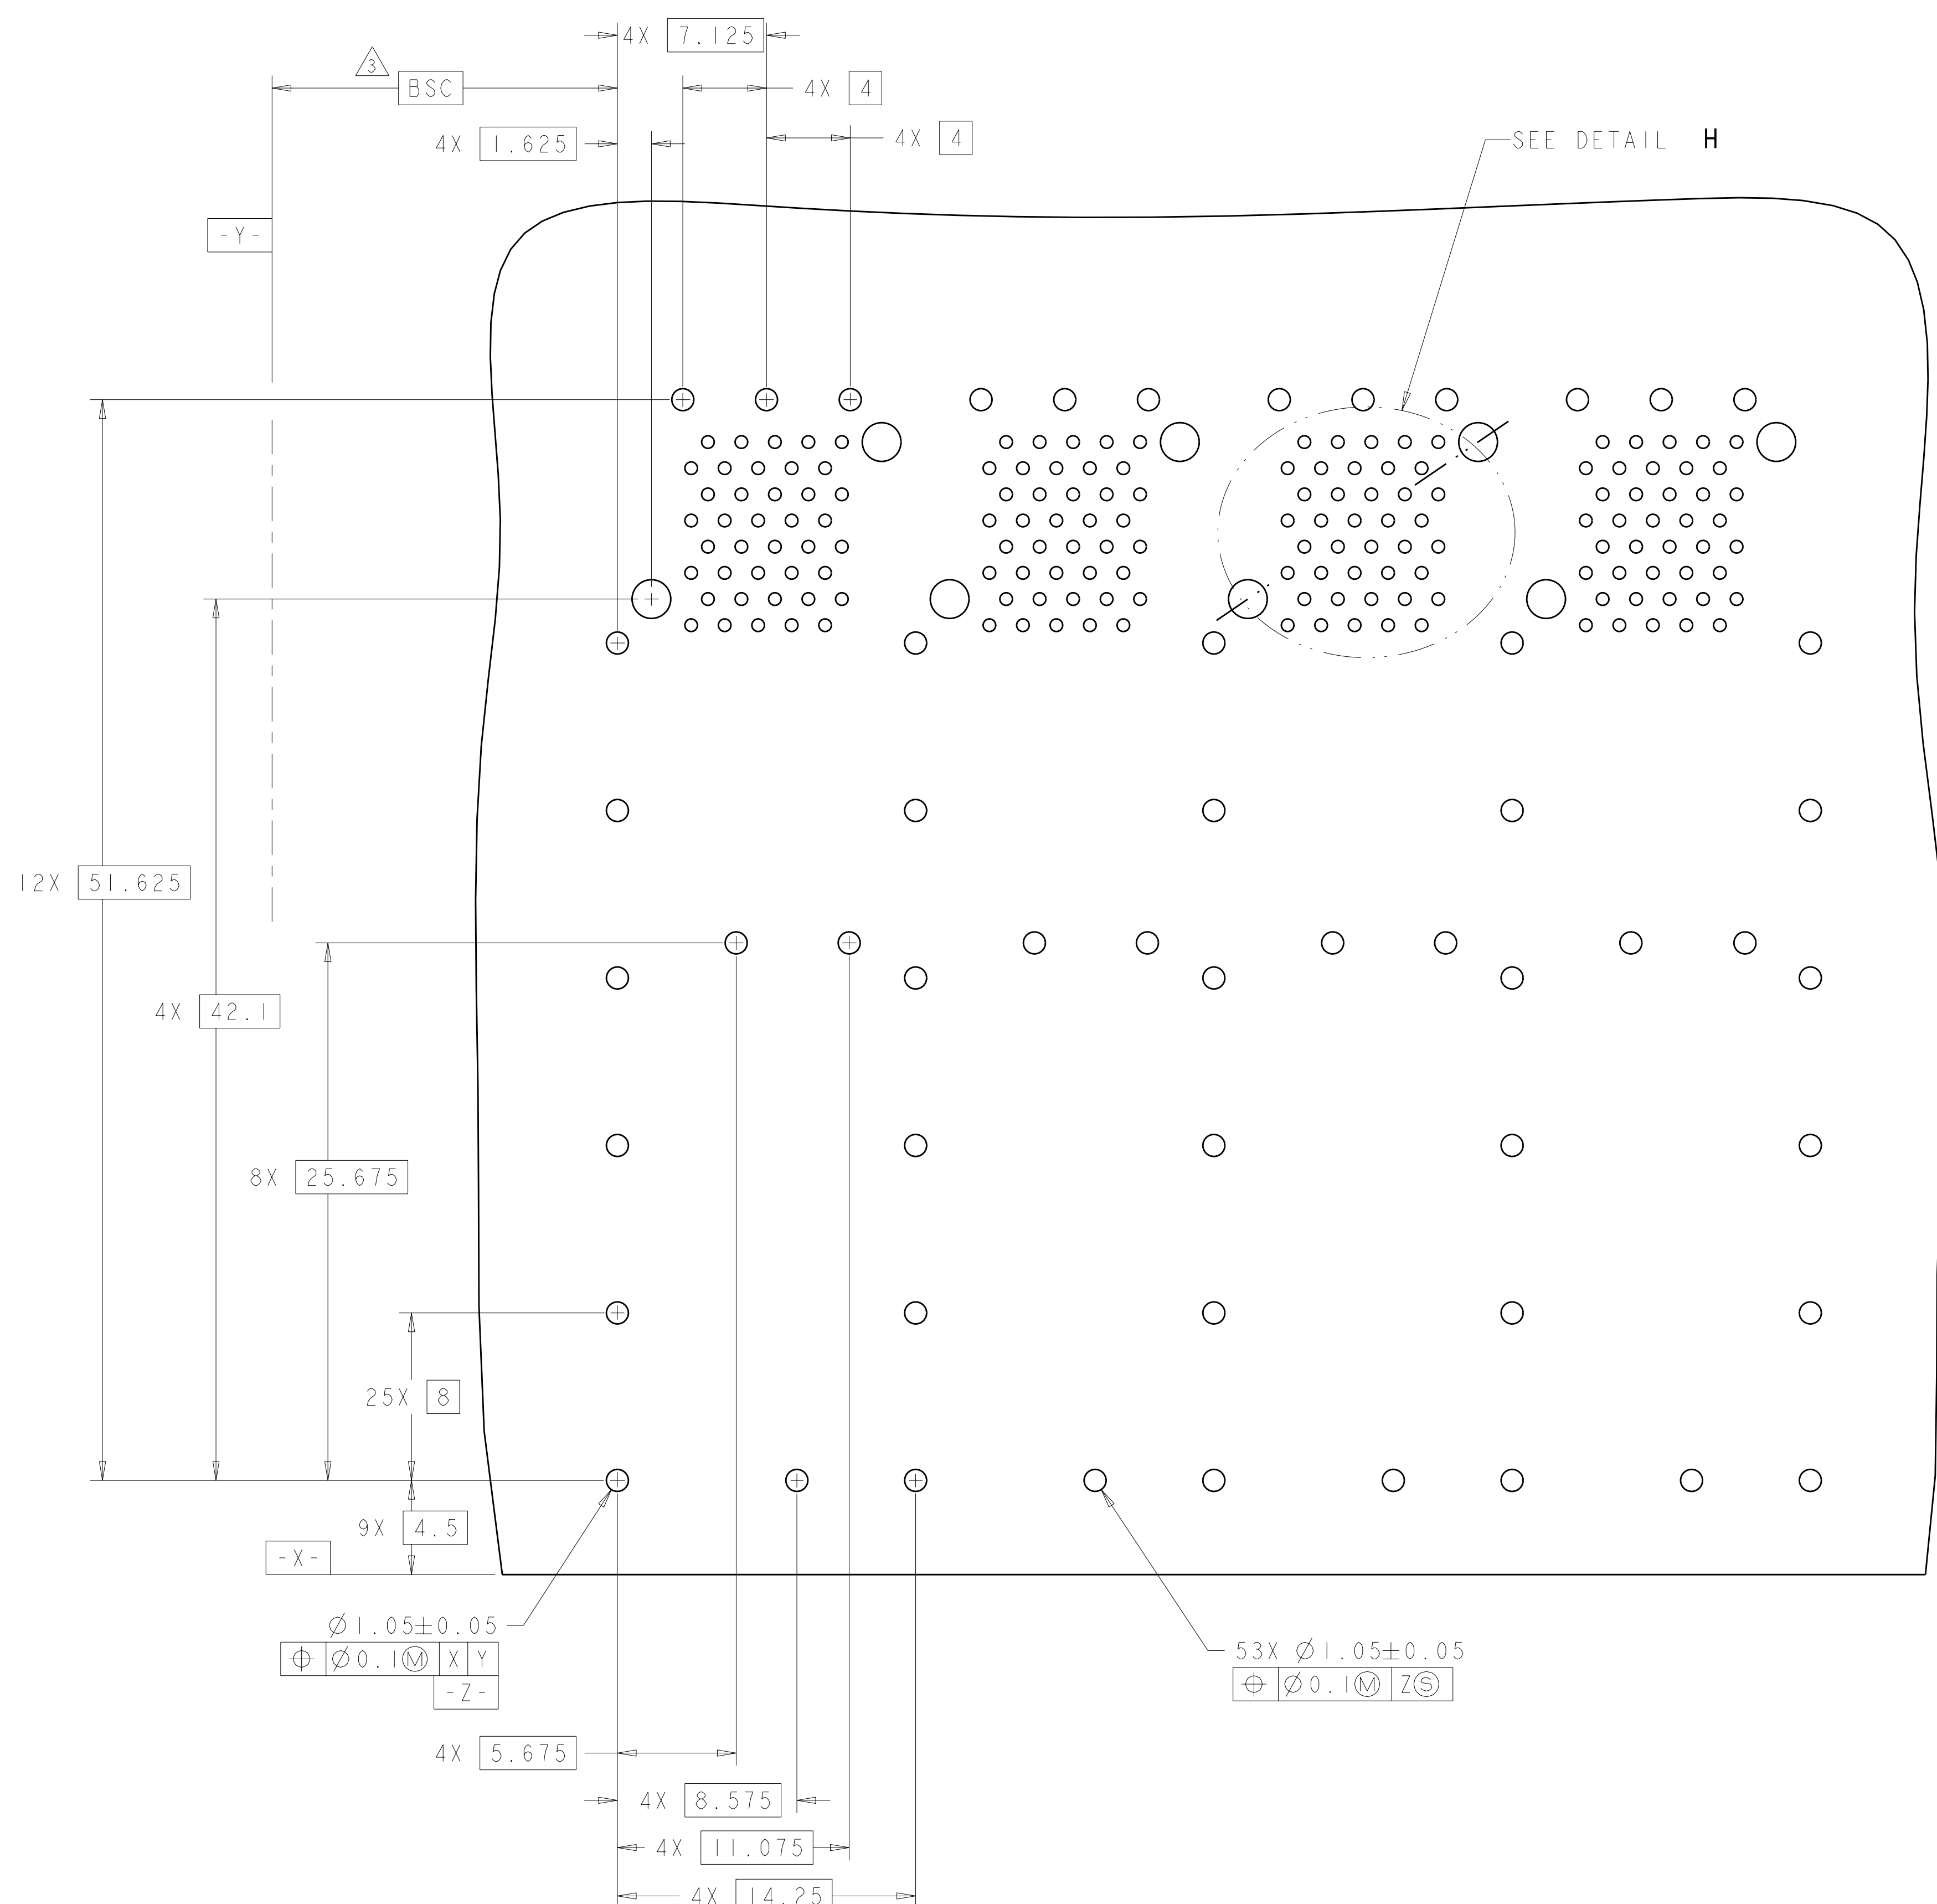 4X 7.125
3
BSC
4X 4
4X 1.625
4X 4
SEE DETAIL H
-Y-
12X 51.625
4X 42.1
8X 25.675
25X 8
9X 4.5
-X-
Ø1.05±0.05
⌖ Ø0.1Ⓜ X Y
-Z-
53X Ø1.05±0.05
⌖ Ø0.1Ⓜ ZⓈ
4X 5.675
4X 8.575
4X 11.075
4X 14.25